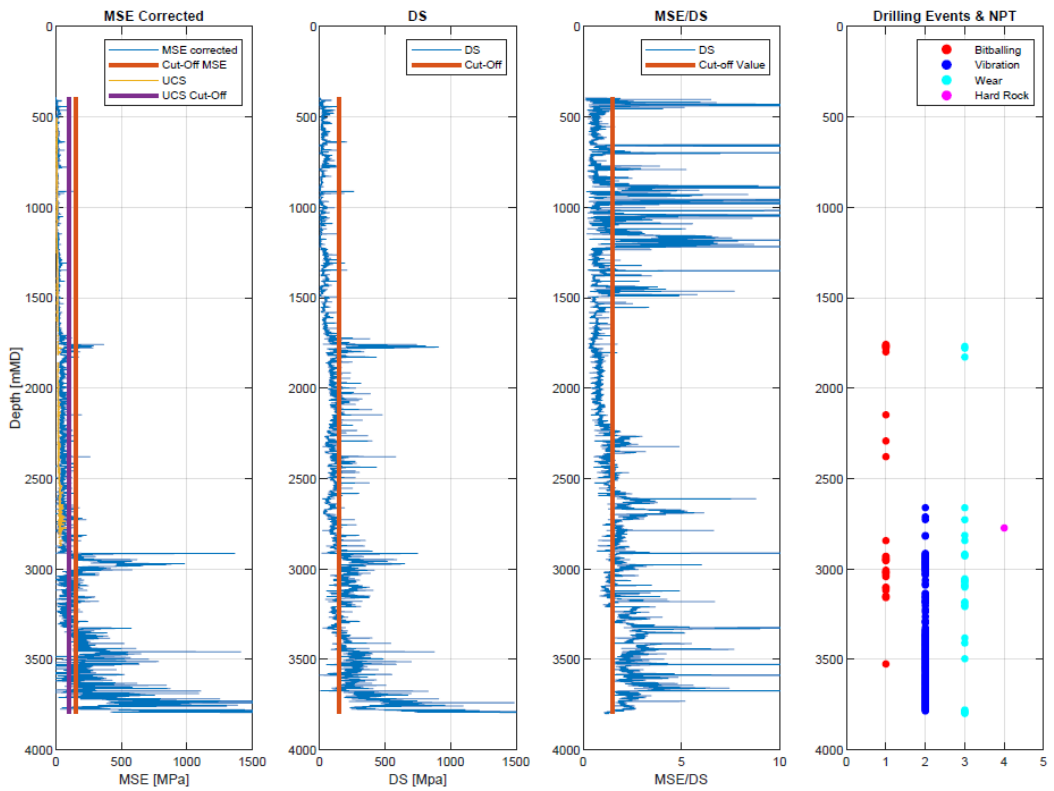 MSE Corrected
0
500
1000
1500
2000
2500
3000
3500
4000
Depth [mMD]
0
500
1000
1500
MSE [MPa]
MSE corrected
Cut-Off MSE
UCS
UCS Cut-Off
DS
0
500
1000
1500
2000
2500
3000
3500
4000
0
500
1000
1500
DS [Mpa]
DS
Cut-Off
MSE/DS
0
500
1000
1500
2000
2500
3000
3500
4000
0
5
10
MSE/DS
DS
Cut-off Value
Drilling Events & NPT
0
500
1000
1500
2000
2500
3000
3500
4000
0
1
2
3
4
5
Bitballing
Vibration
Wear
Hard Rock